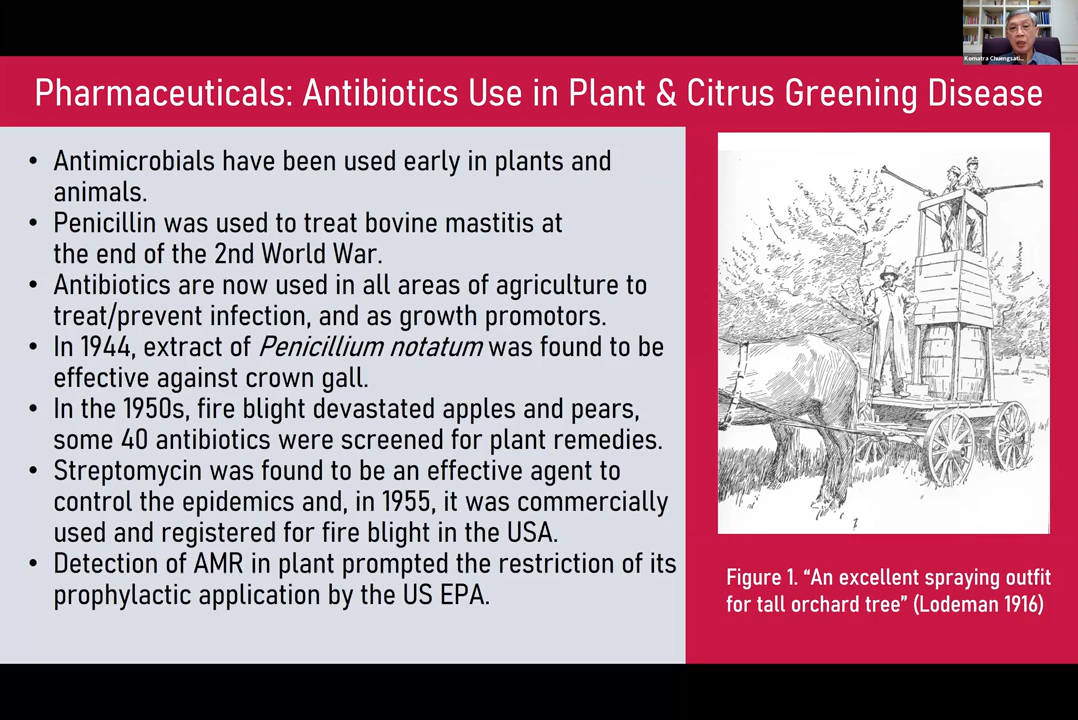 Komatra Chuengsati...
Pharmaceuticals: Antibiotics Use in Plant & Citrus Greening Disease
• Antimicrobials have been used early in plants and
animals.
• Penicillin was used to treat bovine mastitis at
the end of the 2nd World War.
• Antibiotics are now used in all areas of agriculture to
treat/prevent infection, and as growth promotors.
• In 1944, extract of Penicillium notatum was found to be
effective against crown gall.
• In the 1950s, fire blight devastated apples and pears,
some 40 antibiotics were screened for plant remedies.
• Streptomycin was found to be an effective agent to
control the epidemics and, in 1955, it was commercially
used and registered for fire blight in the USA.
• Detection of AMR in plant prompted the restriction of its
prophylactic application by the US EPA.
Figure 1. “An excellent spraying outfit
for tall orchard tree” (Lodeman 1916)